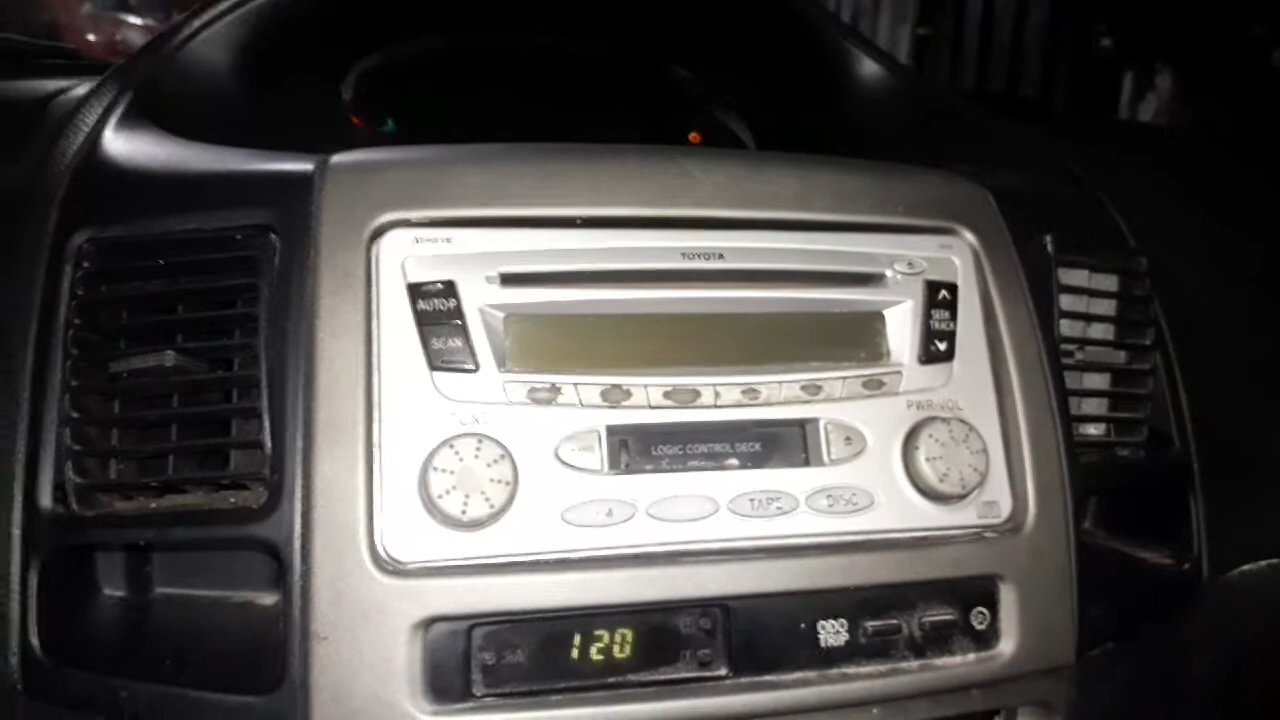 TOYOTA
AUTO-P
SCAN
SEEK
TRACK
PWR·VOL
LOGIC CONTROL DECK
TAPE
DISC
120
ODO
TRIP